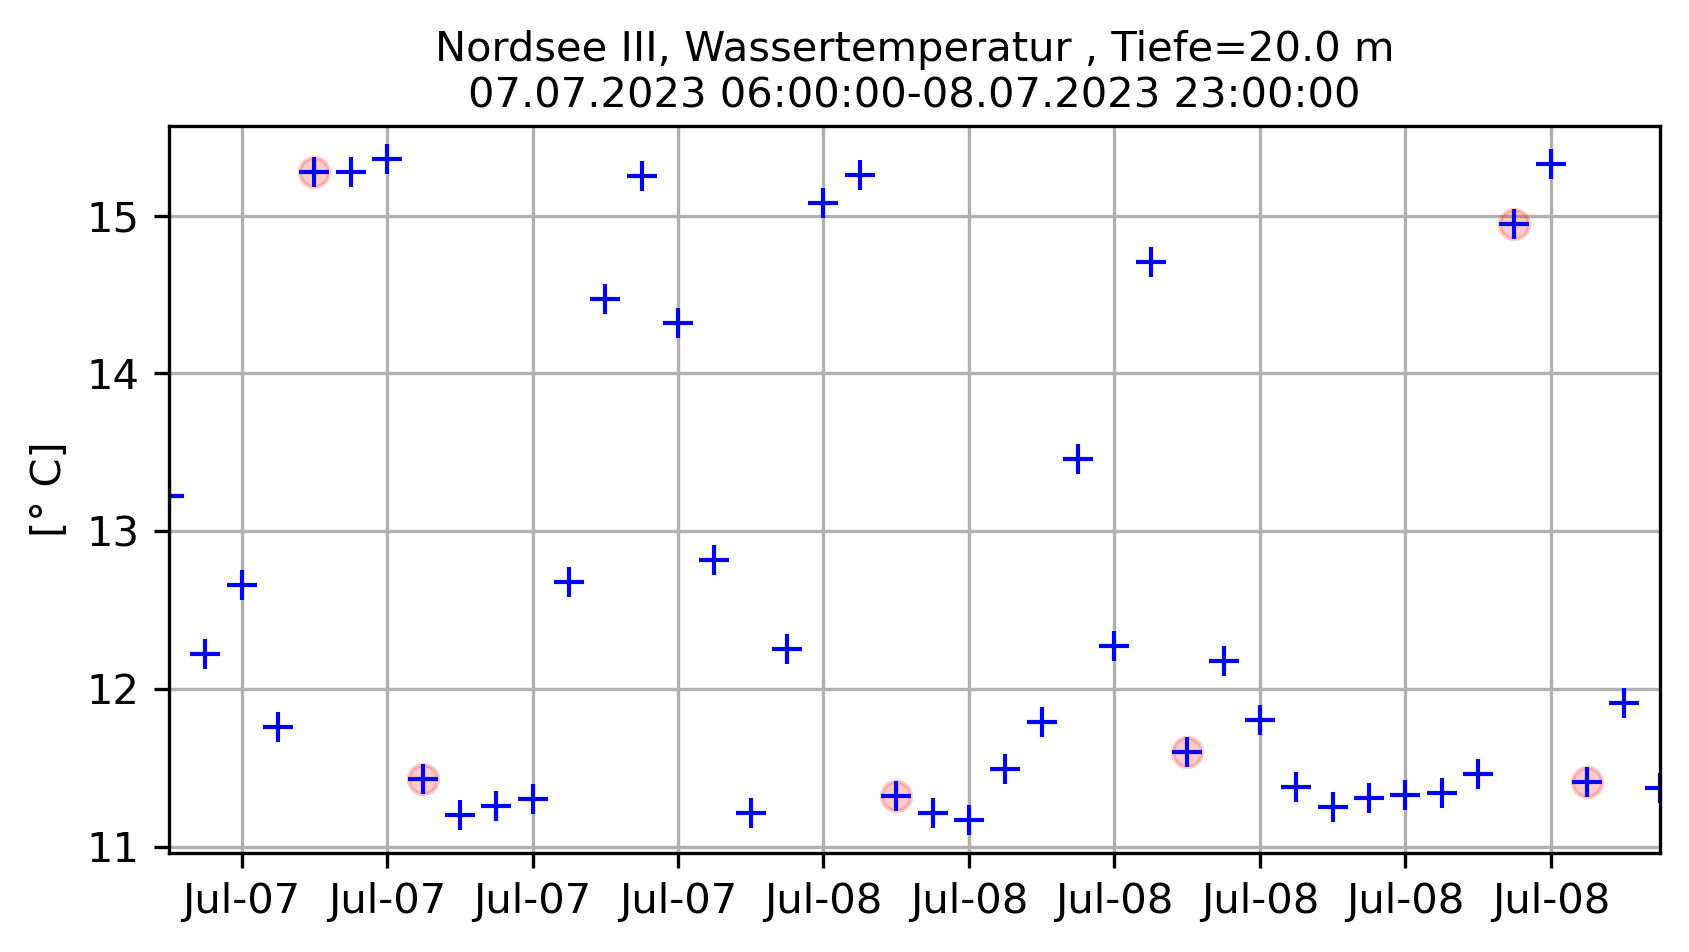 Nordsee III, Wassertemperatur , Tiefe=20.0 m
07.07.2023 06:00:00-08.07.2023 23:00:00
[° C]
15
14
13
12
11
Jul-07 Jul-07 Jul-07 Jul-07 Jul-08 Jul-08 Jul-08 Jul-08 Jul-08 Jul-08